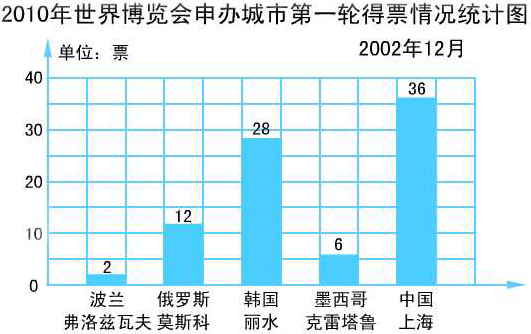 2010年世界博览会申办城市第一轮得票情况统计图
单位：票
2002年12月
40
30
20
10
0
2
12
28
6
36
波兰 俄罗斯 韩国 墨西哥 中国
弗洛兹瓦夫 莫斯科 丽水 克雷塔鲁 上海